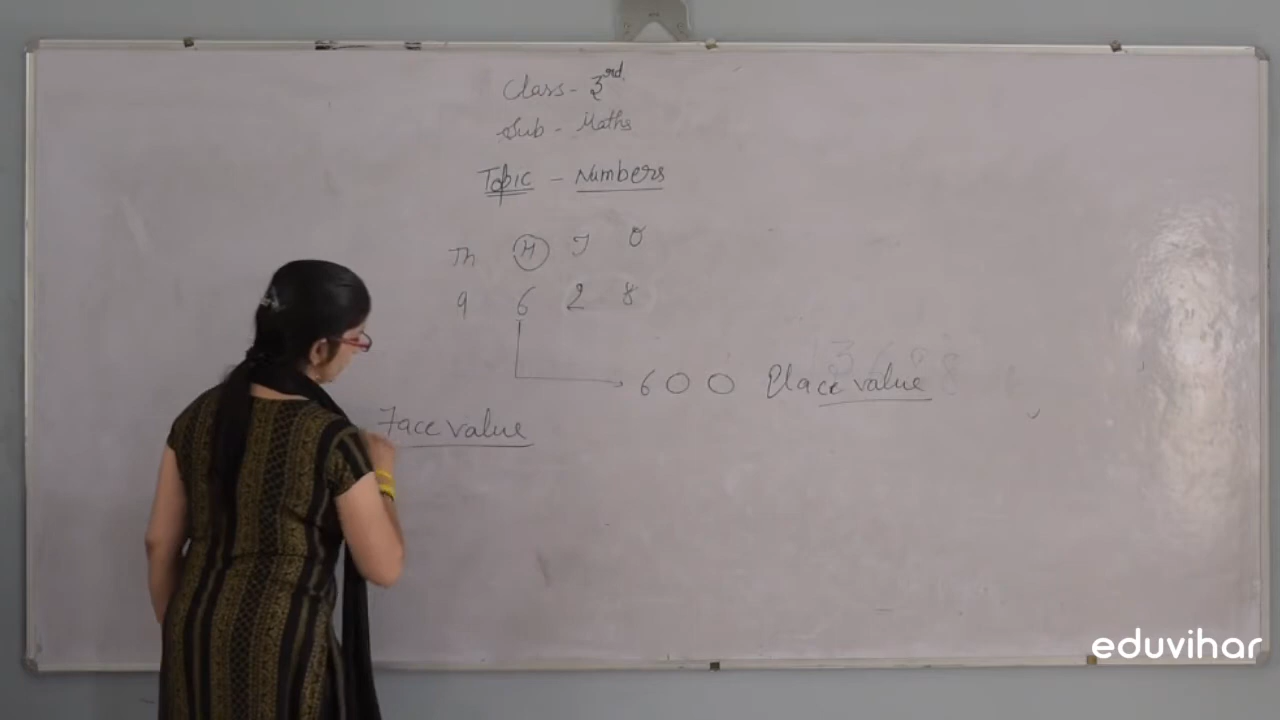 Class - 3rd.
Sub - Maths
Topic - Numbers
Th H T O
9 6 2 8
600 Place value
Face value
eduvihar